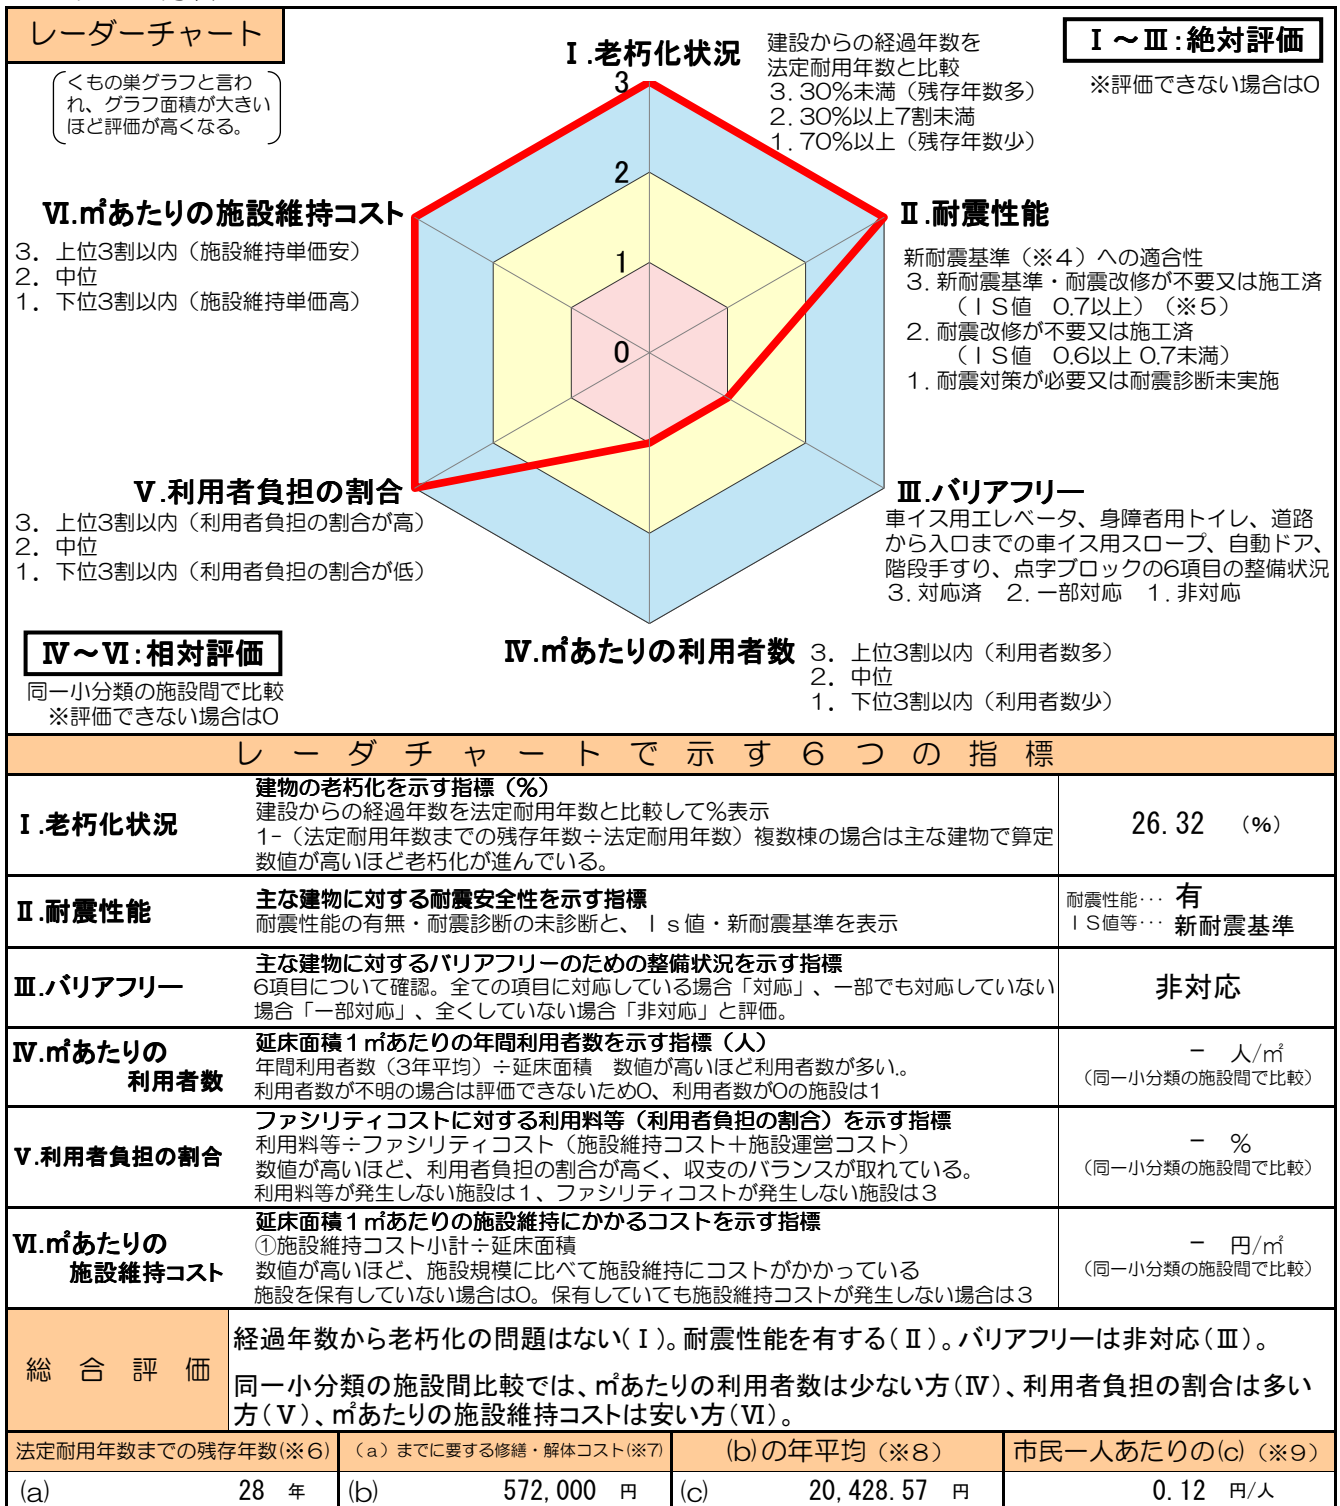 レーダーチャート
くもの巣グラフと言わ
れ、グラフ面積が大きい
ほど評価が高くなる。
Ⅰ.老朽化状況
建設からの経過年数を
法定耐用年数と比較
3.30%未満（残存年数多）
2.30%以上7割未満
1.70%以上（残存年数少）
Ⅰ～Ⅲ:絶対評価
※評価できない場合は0
3
2
1
0
Ⅵ.㎡あたりの施設維持コスト
3. 上位3割以内（施設維持単価安）
2. 中位
1. 下位3割以内（施設維持単価高）
Ⅱ.耐震性能
新耐震基準（※4）への適合性
3.新耐震基準・耐震改修が不要又は施工済
（ＩＳ値 0.7以上）（※5）
2.耐震改修が不要又は施工済
（ＩＳ値 0.6以上 0.7未満）
1.耐震対策が必要又は耐震診断未実施
Ⅴ.利用者負担の割合
3. 上位3割以内（利用者負担の割合が高）
2. 中位
1. 下位3割以内（利用者負担の割合が低）
Ⅲ.バリアフリー
車イス用エレベータ、身障者用トイレ、道路
から入口までの車イス用スロープ、自動ドア、
階段手すり、点字ブロックの6項目の整備状況
3.対応済 2.一部対応 1.非対応
Ⅳ～Ⅵ:相対評価
同一小分類の施設間で比較
※評価できない場合は0
Ⅳ.㎡あたりの利用者数
3. 上位3割以内（利用者数多）
2. 中位
1. 下位3割以内（利用者数少）
レーダチャートで示す６つの指標
Ⅰ.老朽化状況
建物の老朽化を示す指標（%）
建設からの経過年数を法定耐用年数と比較して%表示
1-（法定耐用年数までの残存年数÷法定耐用年数）複数棟の場合は主な建物で算定
数値が高いほど老朽化が進んでいる。
26.32 （%）
Ⅱ.耐震性能
主な建物に対する耐震安全性を示す指標
耐震性能の有無・耐震診断の未診断と、Ｉｓ値・新耐震基準を表示
耐震性能… 有
ＩＳ値等… 新耐震基準
Ⅲ.バリアフリー
主な建物に対するバリアフリーのための整備状況を示す指標
6項目について確認。全ての項目に対応している場合「対応」、一部でも対応していない
場合「一部対応」、全くしていない場合「非対応」と評価。
非対応
Ⅳ.㎡あたりの
利用者数
延床面積１㎡あたりの年間利用者数を示す指標（人）
年間利用者数（3年平均）÷延床面積 数値が高いほど利用者数が多い。
利用者数が不明の場合は評価できないため0、利用者数が0の施設は1
－ 人/㎡
（同一小分類の施設間で比較）
Ⅴ.利用者負担の割合
ファシリティコストに対する利用料等（利用者負担の割合）を示す指標
利用料等÷ファシリティコスト（施設維持コスト＋施設運営コスト）
数値が高いほど、利用者負担の割合が高く、収支のバランスが取れている。
利用料等が発生しない施設は１、ファシリティコストが発生しない施設は３
－ %
（同一小分類の施設間で比較）
Ⅵ.㎡あたりの
施設維持コスト
延床面積１㎡あたりの施設維持にかかるコストを示す指標
①施設維持コスト小計÷延床面積
数値が高いほど、施設規模に比べて施設維持にコストがかかっている
施設を保有していない場合は0。保有していても施設維持コストが発生しない場合は３
－ 円/㎡
（同一小分類の施設間で比較）
総合評価
経過年数から老朽化の問題はない(Ⅰ)。耐震性能を有する(Ⅱ)。バリアフリーは非対応(Ⅲ)。
同一小分類の施設間比較では、㎡あたりの利用者数は少ない方(Ⅳ)、利用者負担の割合は多い
方(Ⅴ)、㎡あたりの施設維持コストは安い方(Ⅵ)。
法定耐用年数までの残存年数(※6)
（a）までに要する修繕・解体コスト(※7)
(b)の年平均（※8）
市民一人あたりの(c)（※9）
(a) 28 年
(b) 572,000 円
(c) 20,428.57 円
0.12 円/人